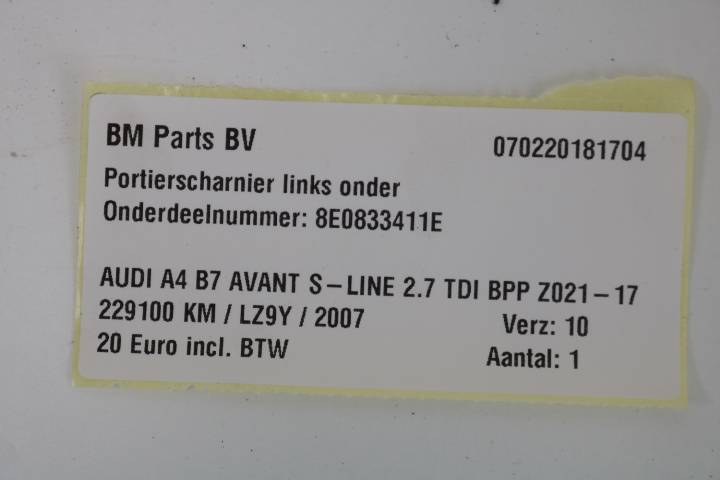 BM Parts BV 070220181704
Portierscharnier links onder
Onderdeelnummer: 8E0833411E
AUDI A4 B7 AVANT S-LINE 2.7 TDI BPP Z021-17
229100 KM / LZ9Y / 2007 Verz: 10
20 Euro incl. BTW Aantal: 1